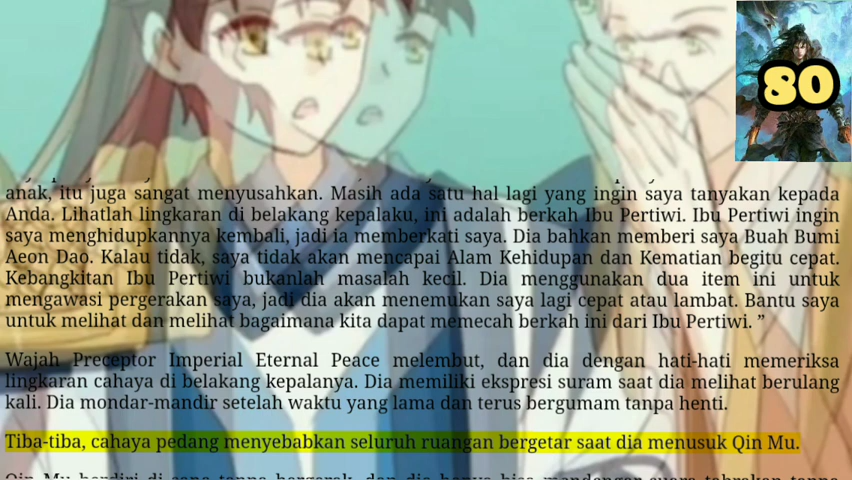 80
anak, itu juga sangat menyusahkan. Masih ada satu hal lagi yang ingin saya tanyakan kepada
Anda. Lihatlah lingkaran di belakang kepalaku, ini adalah berkah Ibu Pertiwi. Ibu Pertiwi ingin
saya menghidupkannya kembali, jadi ia memberkati saya. Dia bahkan memberi saya Buah Bumi
Aeon Dao. Kalau tidak, saya tidak akan mencapai Alam Kehidupan dan Kematian begitu cepat.
Kebangkitan Ibu Pertiwi bukanlah masalah kecil. Dia menggunakan dua item ini untuk
mengawasi pergerakan saya, jadi dia akan menemukan saya lagi cepat atau lambat. Bantu saya
untuk melihat dan melihat bagaimana kita dapat memecah berkah ini dari Ibu Pertiwi. ”
Wajah Preceptor Imperial Eternal Peace melembut, dan dia dengan hati-hati memeriksa
lingkaran cahaya di belakang kepalanya. Dia memiliki ekspresi suram saat dia melihat berulang
kali. Dia mondar-mandir setelah waktu yang lama dan terus bergumam tanpa henti.
Tiba-tiba, cahaya pedang menyebabkan seluruh ruangan bergetar saat dia menusuk Qin Mu.